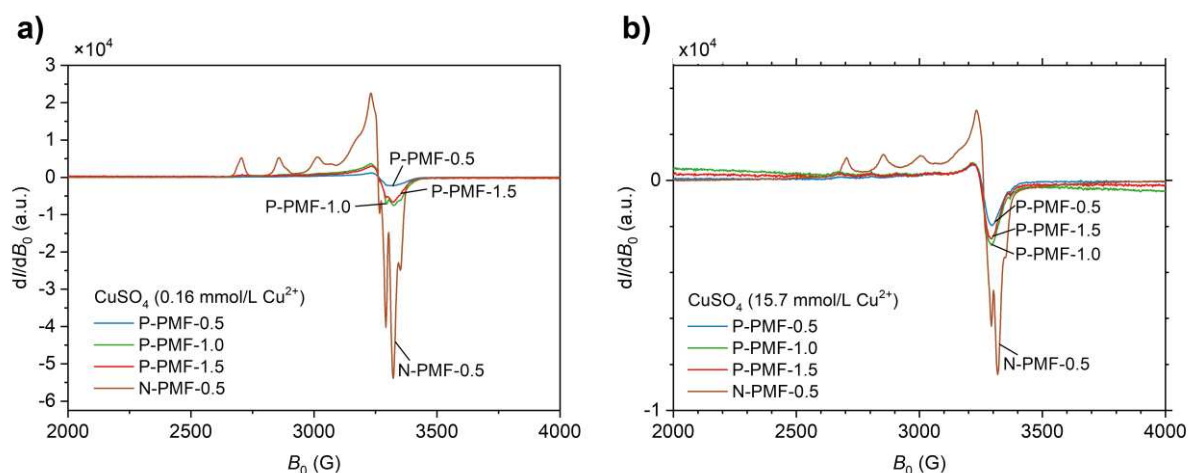 a)
×10⁴
3
2
1
0
-1
-2
-3
-4
-5
-6
dI/dB₀ (a.u.)
2000 2500 3000 3500 4000
B₀ (G)
P-PMF-0.5
P-PMF-1.5
P-PMF-1.0
N-PMF-0.5
CuSO₄ (0.16 mmol/L Cu²⁺)
P-PMF-0.5
P-PMF-1.0
P-PMF-1.5
N-PMF-0.5
b)
x10⁴
0
-1
dI/dB₀ (a.u.)
2000 2500 3000 3500 4000
B₀ (G)
P-PMF-0.5
P-PMF-1.5
P-PMF-1.0
N-PMF-0.5
CuSO₄ (15.7 mmol/L Cu²⁺)
P-PMF-0.5
P-PMF-1.0
P-PMF-1.5
N-PMF-0.5